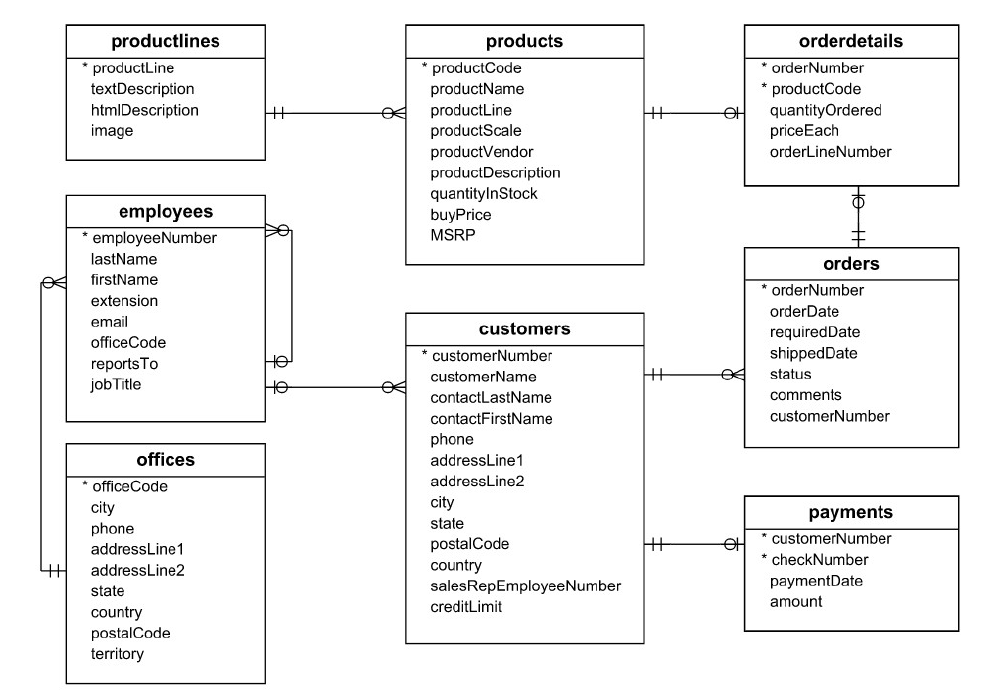 productlines
* productLine
textDescription
htmlDescription
image
products
* productCode
productName
productLine
productScale
productVendor
productDescription
quantityInStock
buyPrice
MSRP
orderdetails
* orderNumber
* productCode
quantityOrdered
priceEach
orderLineNumber
employees
* employeeNumber
lastName
firstName
extension
email
officeCode
reportsTo
jobTitle
customers
* customerNumber
customerName
contactLastName
contactFirstName
phone
addressLine1
addressLine2
city
state
postalCode
country
salesRepEmployeeNumber
creditLimit
orders
* orderNumber
orderDate
requiredDate
shippedDate
status
comments
customerNumber
offices
* officeCode
city
phone
addressLine1
addressLine2
state
country
postalCode
territory
payments
* customerNumber
* checkNumber
paymentDate
amount